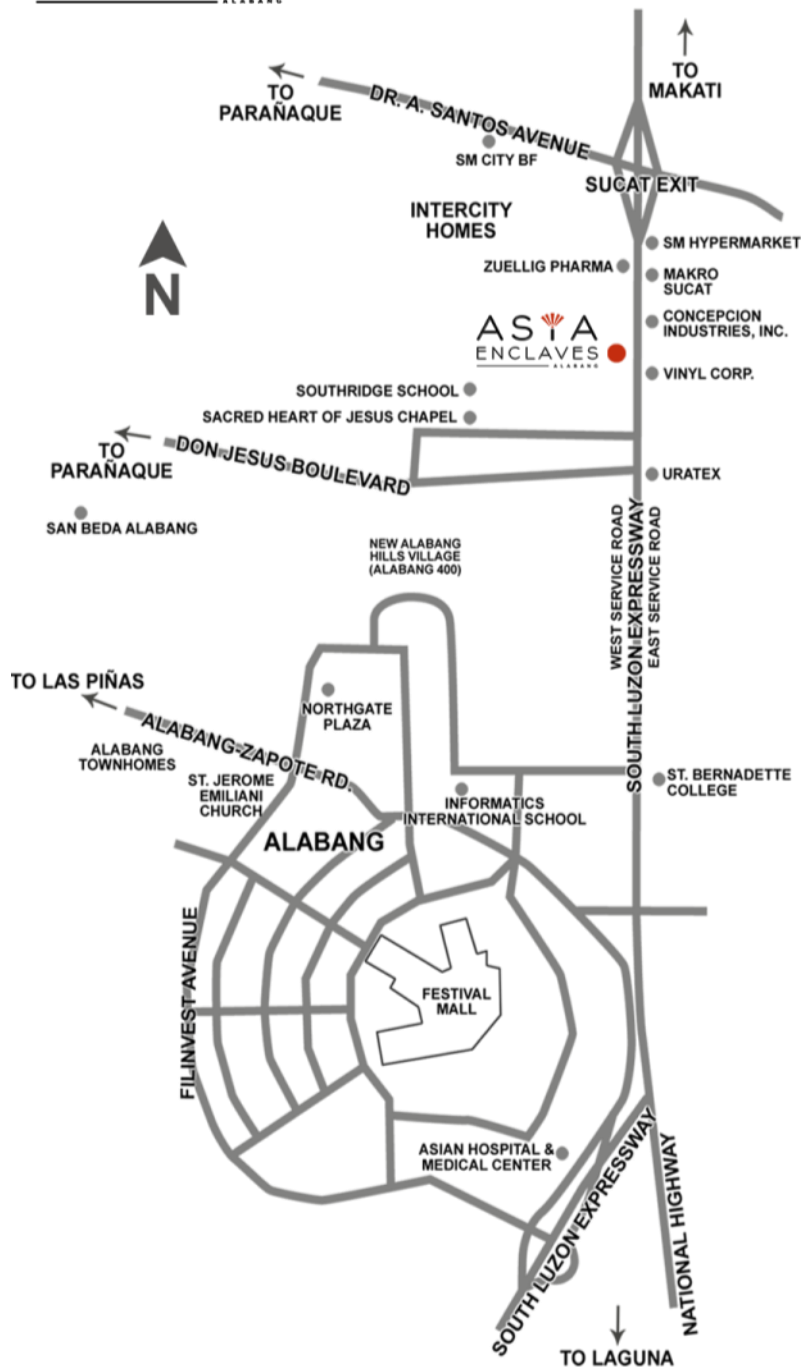 ALABANG
TO
MAKATI
TO
PARAÑAQUE
DR. A. SANTOS AVENUE
SM CITY BF
SUCAT EXIT
INTERCITY
HOMES
N
SM HYPERMARKET
ZUELLIG PHARMA
MAKRO
SUCAT
CONCEPCION
INDUSTRIES, INC.
ASIA
ENCLAVES
ALABANG
VINYL CORP.
SOUTHRIDGE SCHOOL
SACRED HEART OF JESUS CHAPEL
TO
PARAÑAQUE
DON JESUS BOULEVARD
URATEX
SAN BEDA ALABANG
NEW ALABANG
HILLS VILLAGE
(ALABANG 400)
WEST SERVICE ROAD
SOUTH LUZON EXPRESSWAY
EAST SERVICE ROAD
TO LAS PIÑAS
NORTHGATE
PLAZA
ALABANG-ZAPOTE RD.
ALABANG
TOWNHOMES
ST. JEROME
EMILIANI
CHURCH
ST. BERNADETTE
COLLEGE
INFORMATICS
INTERNATIONAL SCHOOL
ALABANG
FILINVEST AVENUE
FESTIVAL
MALL
ASIAN HOSPITAL &
MEDICAL CENTER
SOUTH LUZON EXPRESSWAY
NATIONAL HIGHWAY
TO LAGUNA